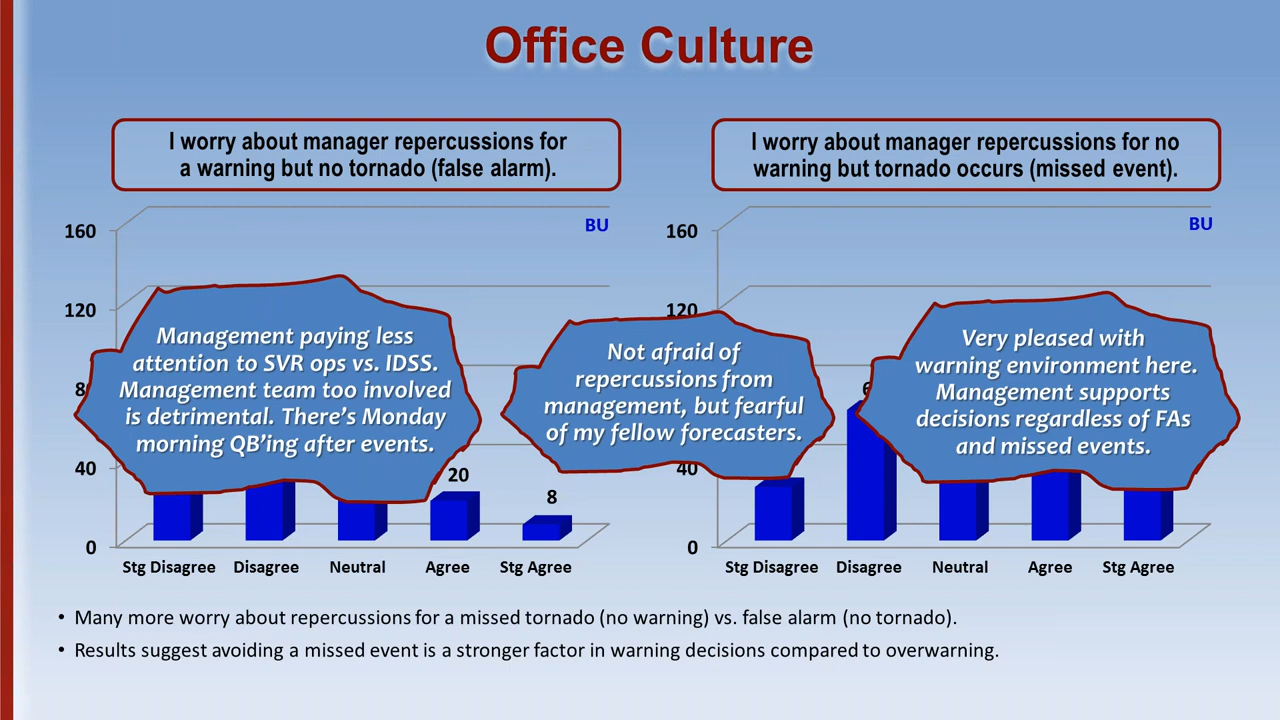 Office Culture
I worry about manager repercussions for
a warning but no tornado (false alarm).
I worry about manager repercussions for no
warning but tornado occurs (missed event).
BU
160
120
40
0
20
8
Stg Disagree
Disagree
Neutral
Agree
Stg Agree
Management paying less
attention to SVR ops vs. IDSS.
Management team too involved
is detrimental. There's Monday
morning QB'ing after events.
Not afraid of
repercussions from
management, but fearful
of my fellow forecasters.
BU
160
120
40
0
Stg Disagree
Disagree
Neutral
Agree
Stg Agree
Very pleased with
warning environment here.
Management supports
decisions regardless of FAs
and missed events.
• Many more worry about repercussions for a missed tornado (no warning) vs. false alarm (no tornado).
• Results suggest avoiding a missed event is a stronger factor in warning decisions compared to overwarning.